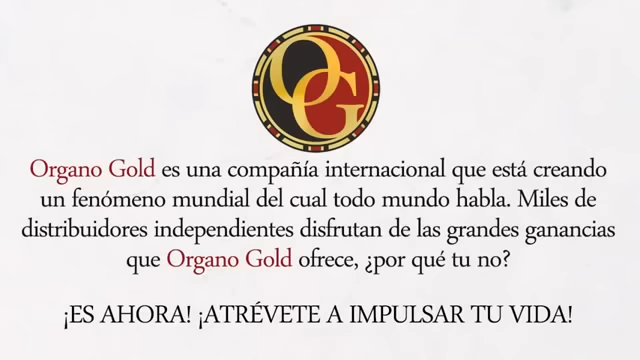 OG
Organo Gold es una compañía internacional que está creando
un fenómeno mundial del cual todo mundo habla. Miles de
distribuidores independientes disfrutan de las grandes ganancias
que Organo Gold ofrece, ¿por qué tu no?
¡ES AHORA! ¡ATRÉVETE A IMPULSAR TU VIDA!